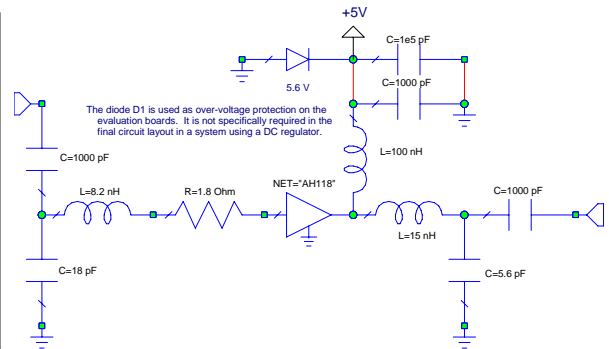 +5V
C=1e5 pF
5.6 V
C=1000 pF
The diode D1 is used as over-voltage protection on the
evaluation boards.  It is not specifically required in the
final circuit layout in a system using a DC regulator.
C=1000 pF
L=100 nH
L=8.2 nH
R=1.8 Ohm
NET="AH118"
C=1000 pF
L=15 nH
C=18 pF
C=5.6 pF